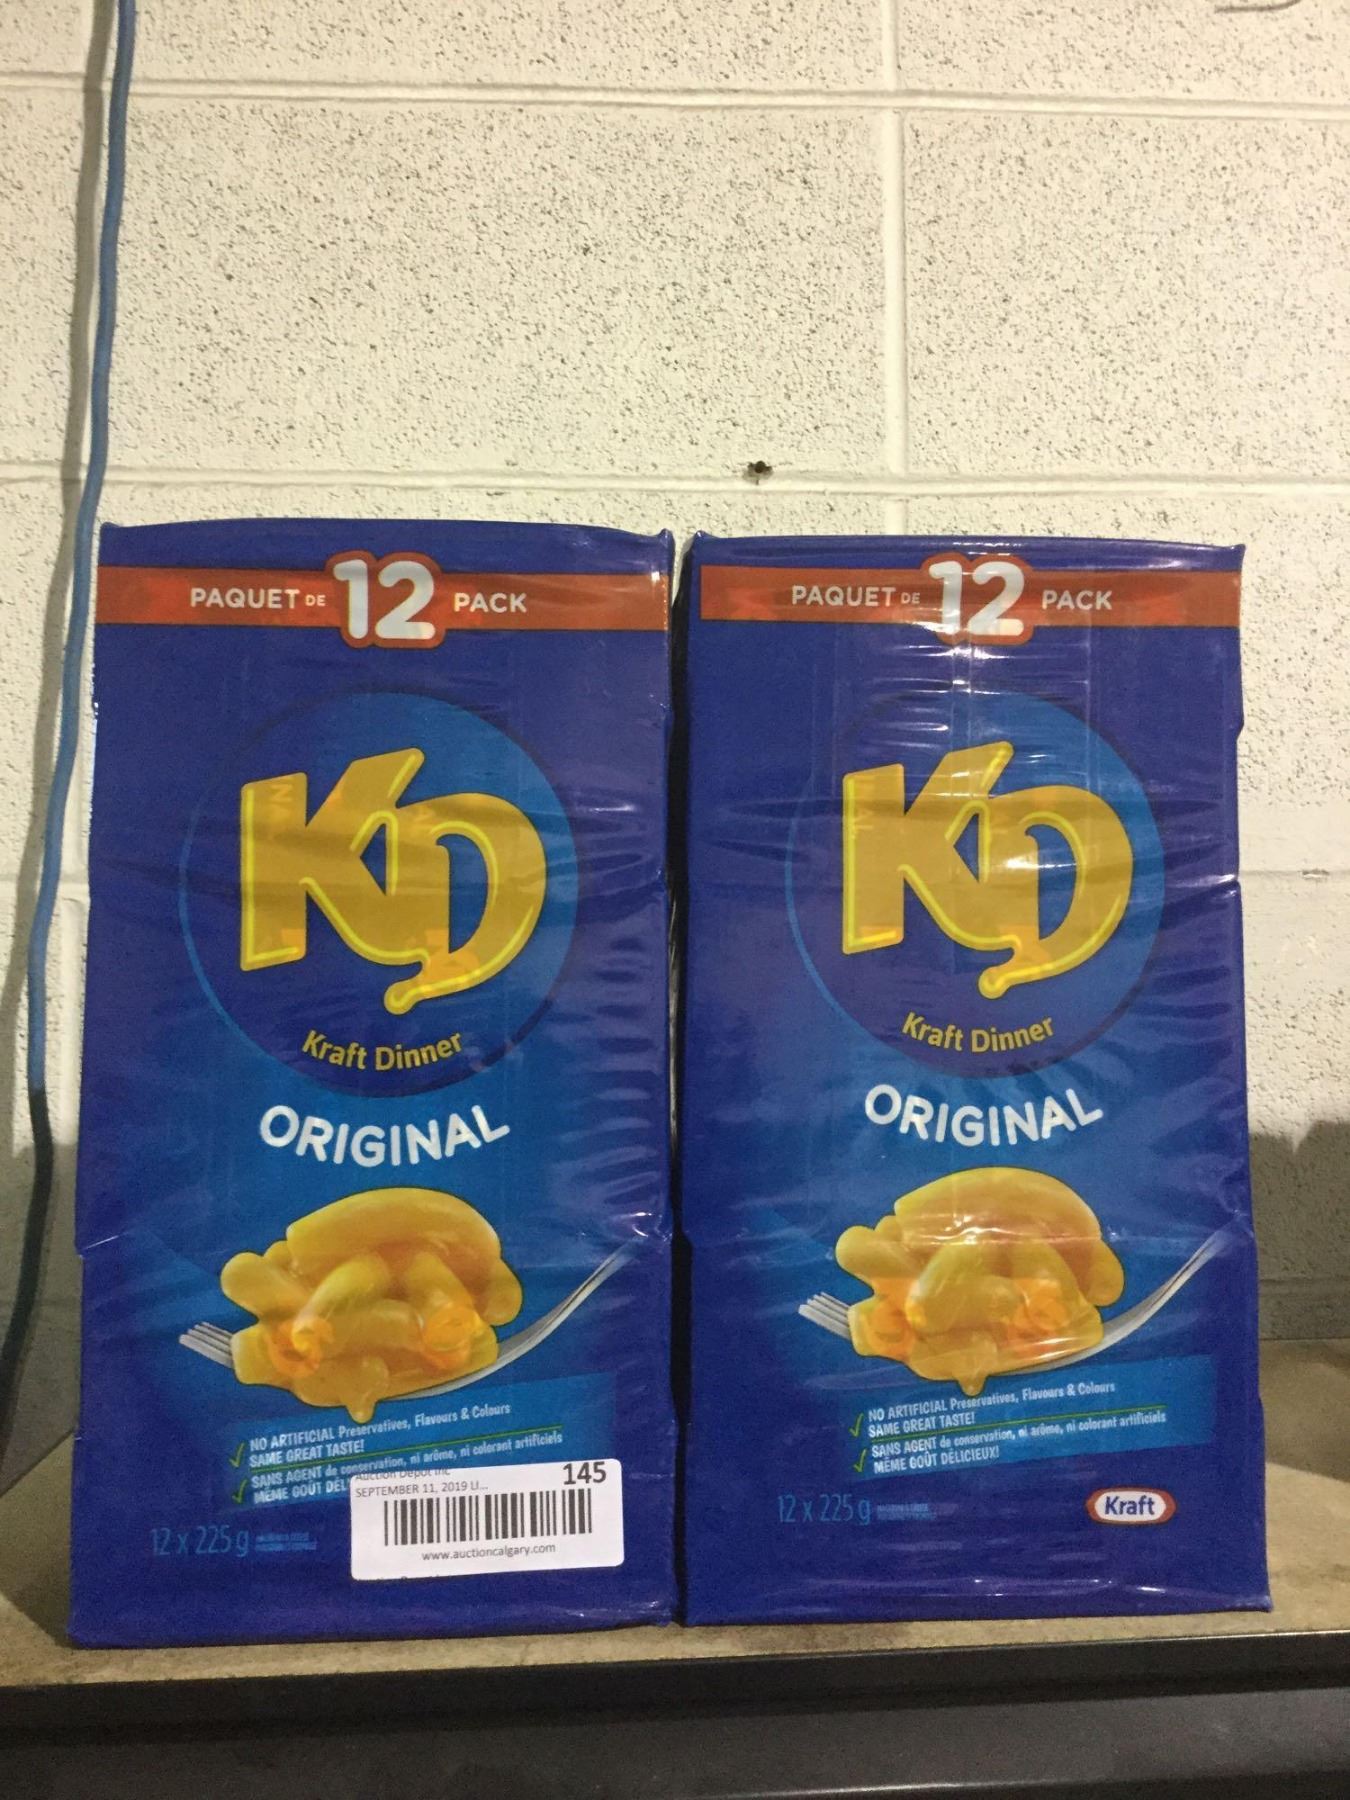 PAQUET DE 12 PACK
KD
Kraft Dinner
ORIGINAL
NO ARTIFICIAL Preservatives, Flavours & Colours
SAME GREAT TASTE!
SANS AGENT de conservation, ni arôme, ni colorant artificiels
MÊME GOÛT
12 x 225 g
Auction Depot Inc
145
SEPTEMBER 11, 2019 LI...
www.auctioncalgary.com
PAQUET DE 12 PACK
KD
Kraft Dinner
ORIGINAL
NO ARTIFICIAL Preservatives, Flavours & Colours
SAME GREAT TASTE!
SANS AGENT de conservation, ni arôme, ni colorant artificiels
MÊME GOÛT DÉLICIEUX!
12 x 225 g
Kraft